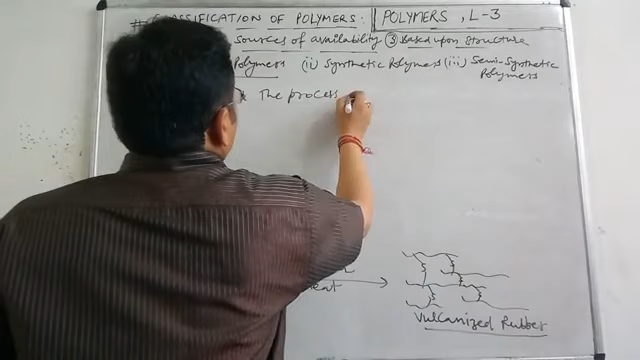 # CLASSIFICATION OF POLYMERS: POLYMERS, L-3
Sources of availability ③ Based upon structure
Polymers (ii) Synthetic Polymers (iii) Semi-Synthetic Polymers
* The process
heat
Vulcanized Rubber